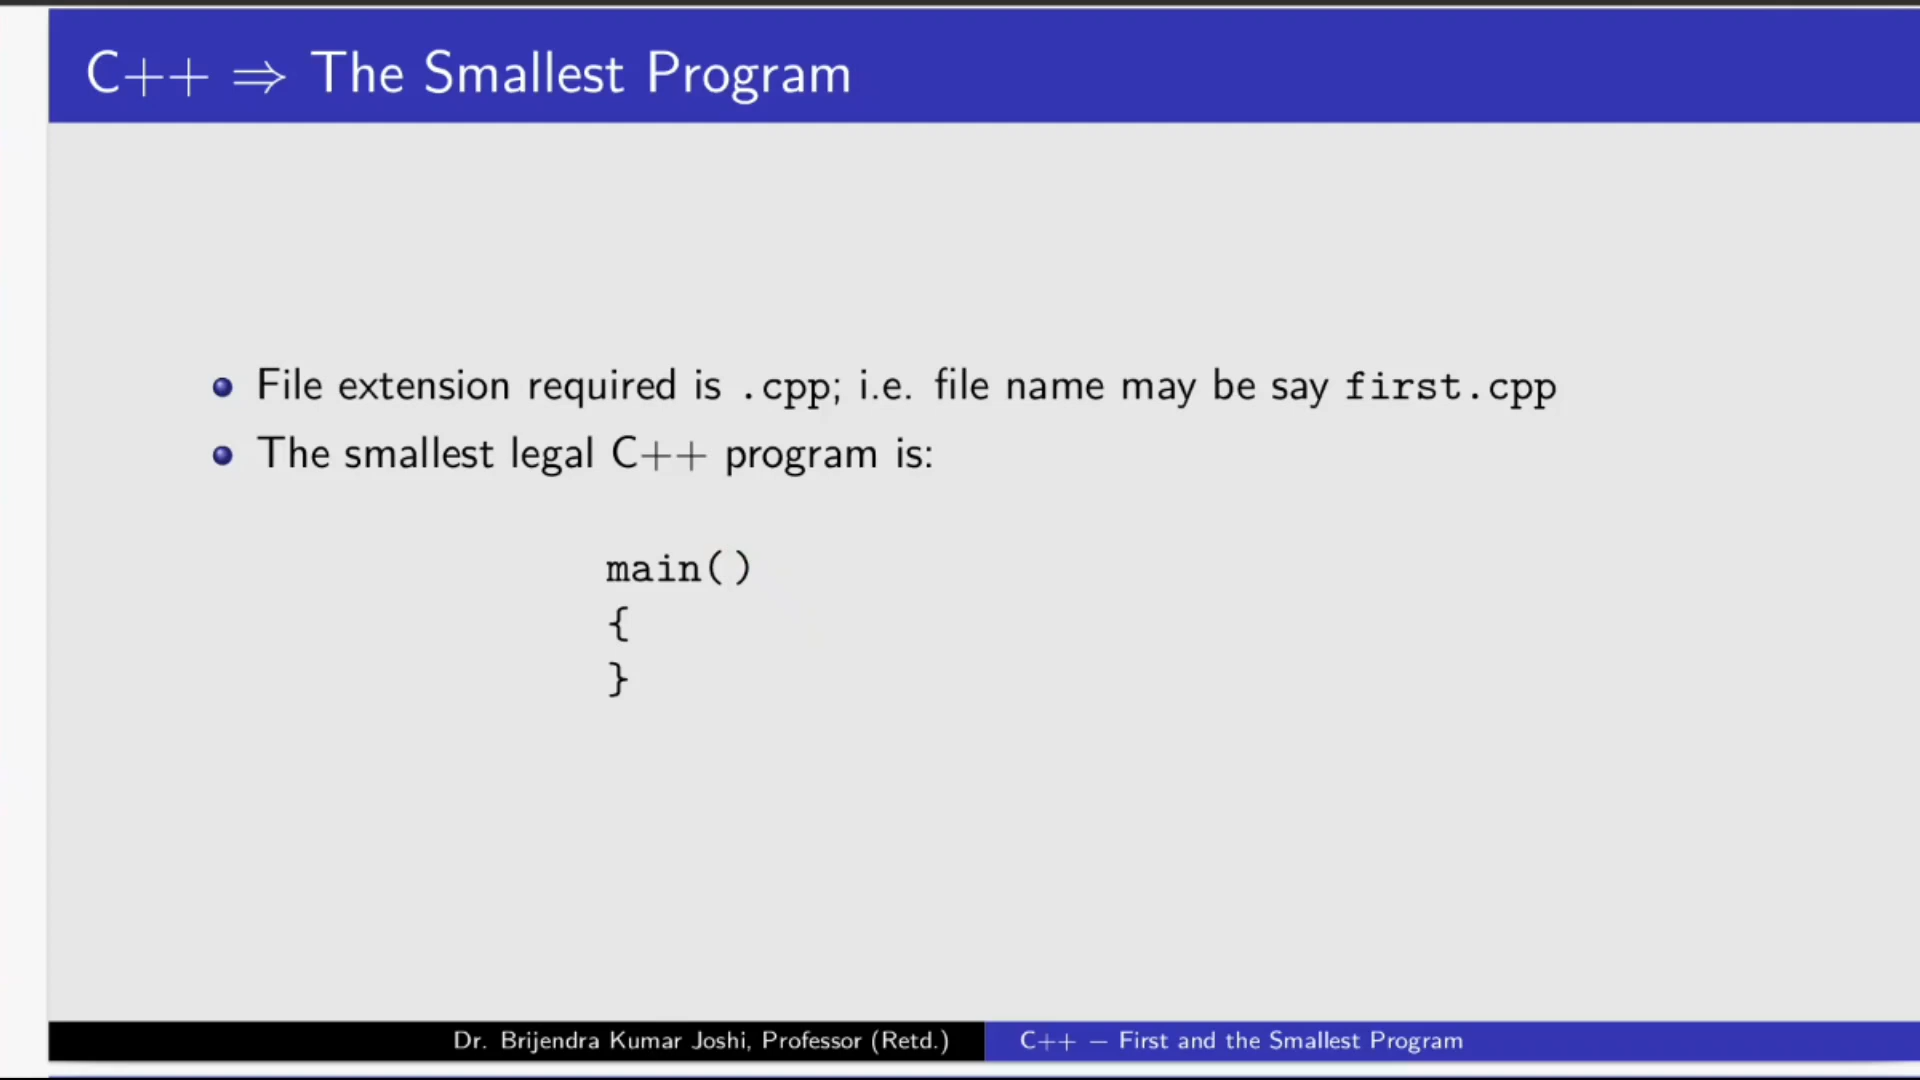 C++ ⇒ The Smallest Program
File extension required is .cpp; i.e. file name may be say first.cpp
The smallest legal C++ program is:
main()
{
}
Dr. Brijendra Kumar Joshi, Professor (Retd.)
C++ – First and the Smallest Program